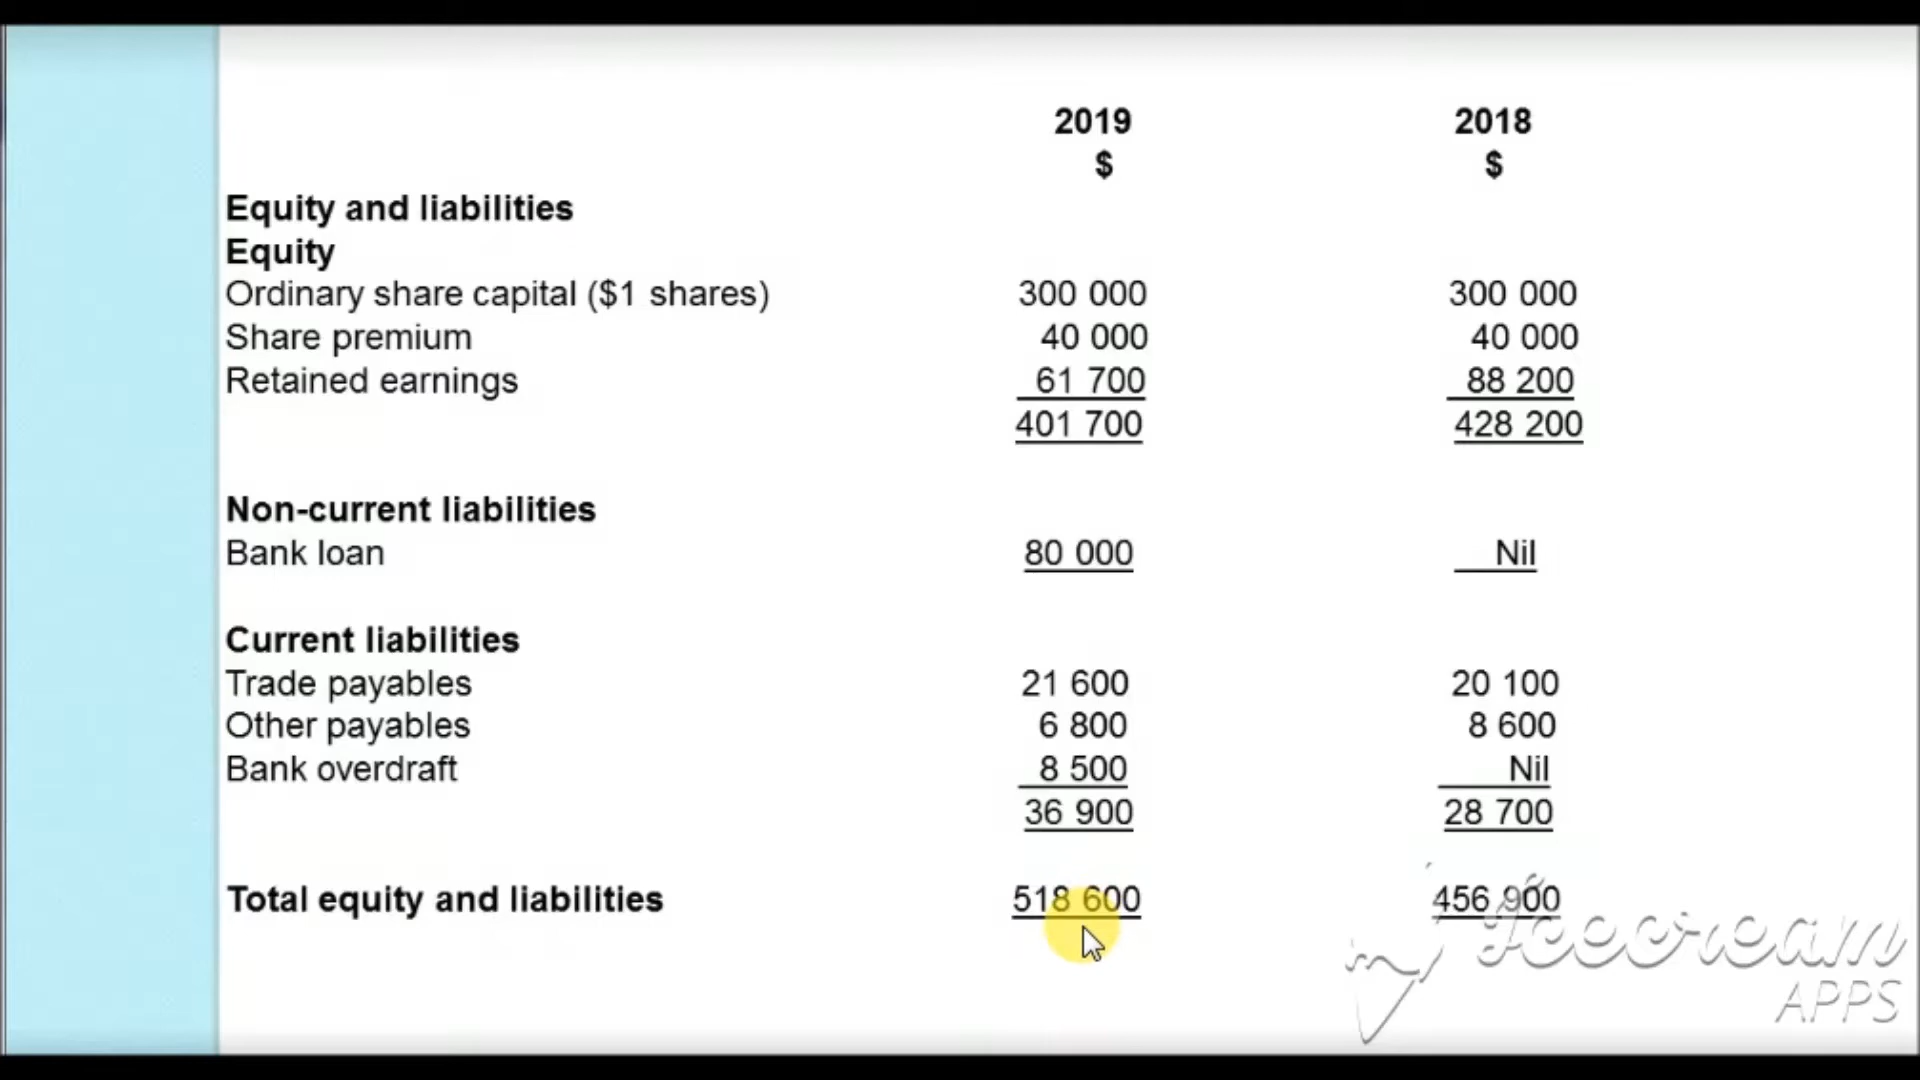 2019 2018
$ $
Equity and liabilities
Equity
Ordinary share capital ($1 shares) 300 000 300 000
Share premium 40 000 40 000
Retained earnings 61 700 88 200
401 700 428 200
Non-current liabilities
Bank loan 80 000 Nil
Current liabilities
Trade payables 21 600 20 100
Other payables 6 800 8 600
Bank overdraft 8 500 Nil
36 900 28 700
Total equity and liabilities 518 600 456 900
Icecream
APPS